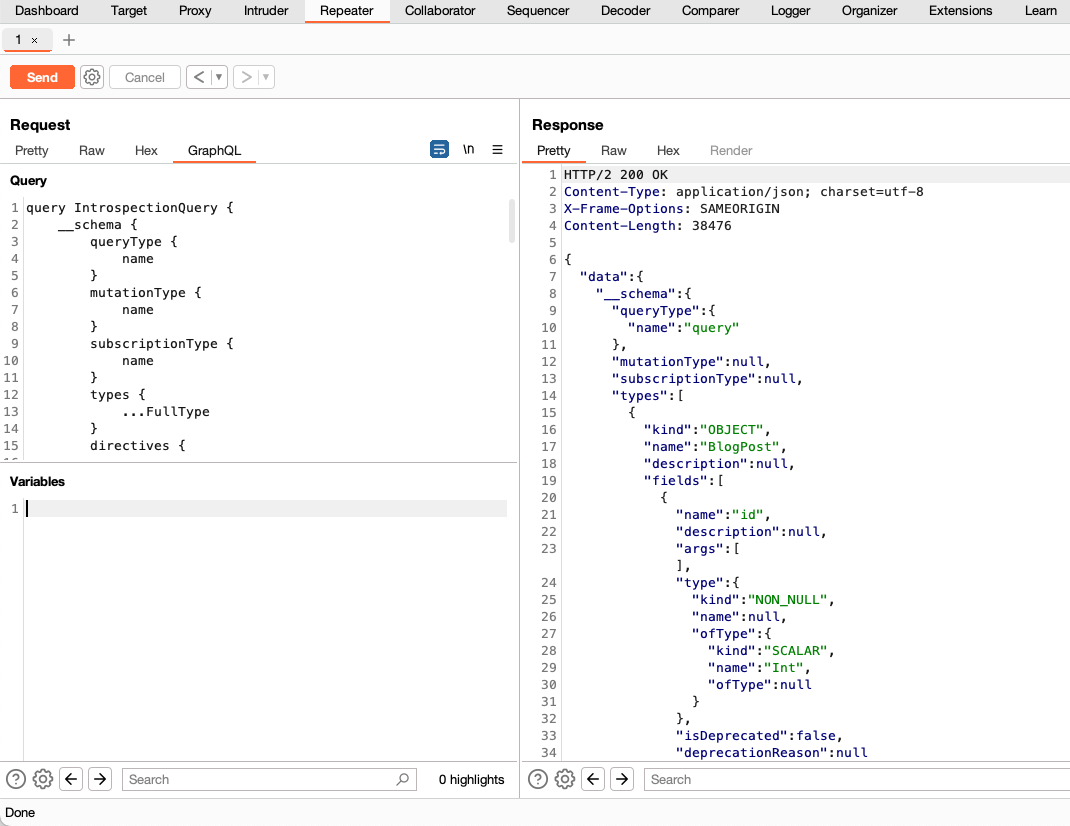 Dashboard Target Proxy Intruder Repeater Collaborator Sequencer Decoder Comparer Logger Organizer Extensions Learn
1 × +
Send Cancel < ▼ > ▼
Request
Pretty Raw Hex GraphQL \n ≡
Query
1 query IntrospectionQuery {
2     __schema {
3         queryType {
4             name
5         }
6         mutationType {
7             name
8         }
9         subscriptionType {
10             name
11         }
12         types {
13             ...FullType
14         }
15         directives {
Variables
1
? Search 0 highlights
Response
Pretty Raw Hex Render
1 HTTP/2 200 OK
2 Content-Type: application/json; charset=utf-8
3 X-Frame-Options: SAMEORIGIN
4 Content-Length: 38476
5
6 {
7   "data":{
8     "__schema":{
9       "queryType":{
10         "name":"query"
11       },
12       "mutationType":null,
13       "subscriptionType":null,
14       "types":[
15         {
16           "kind":"OBJECT",
17           "name":"BlogPost",
18           "description":null,
19           "fields":[
20             {
21               "name":"id",
22               "description":null,
23               "args":[
              ],
24               "type":{
25                 "kind":"NON_NULL",
26                 "name":null,
27                 "ofType":{
28                   "kind":"SCALAR",
29                   "name":"Int",
30                   "ofType":null
31                 }
32               },
33               "isDeprecated":false,
34               "deprecationReason":null
? Search
Done